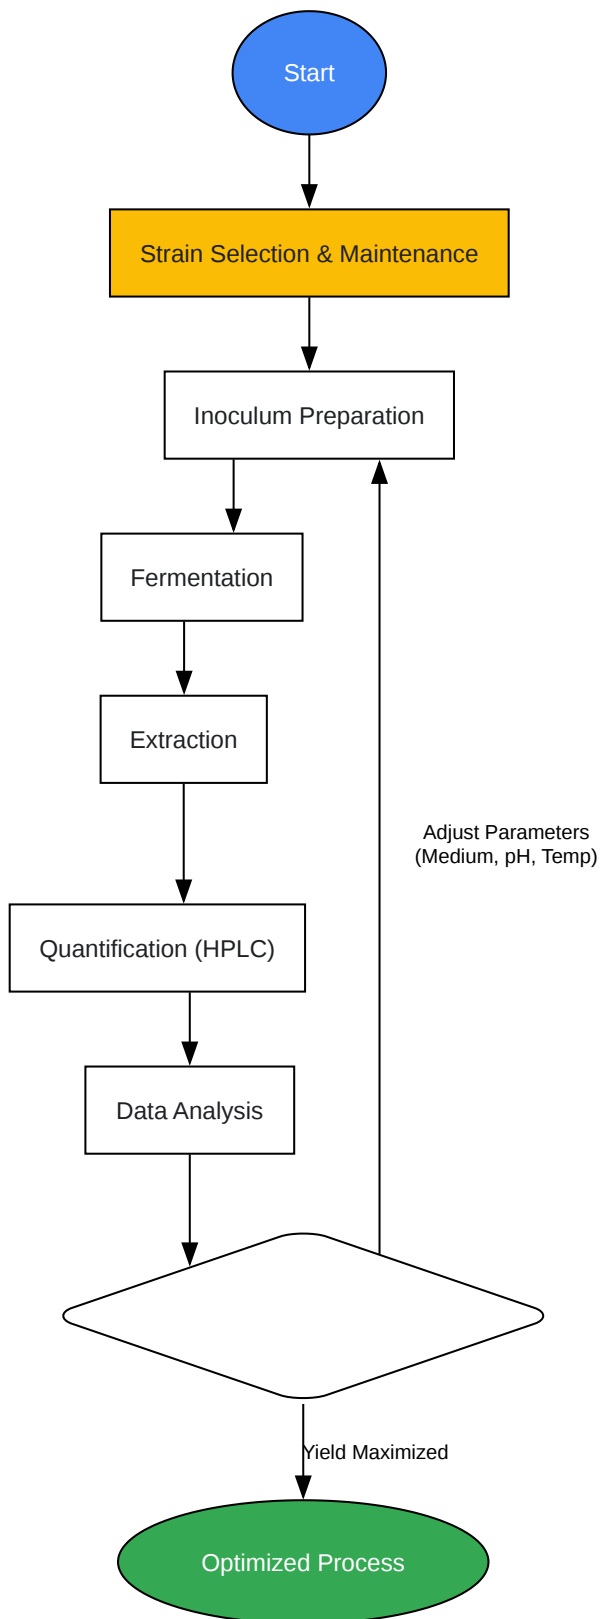 Start
Strain Selection & Maintenance
Inoculum Preparation
Fermentation
Extraction
Adjust Parameters
(Medium, pH, Temp)
Quantification (HPLC)
Data Analysis
Yield Maximized
Optimized Process